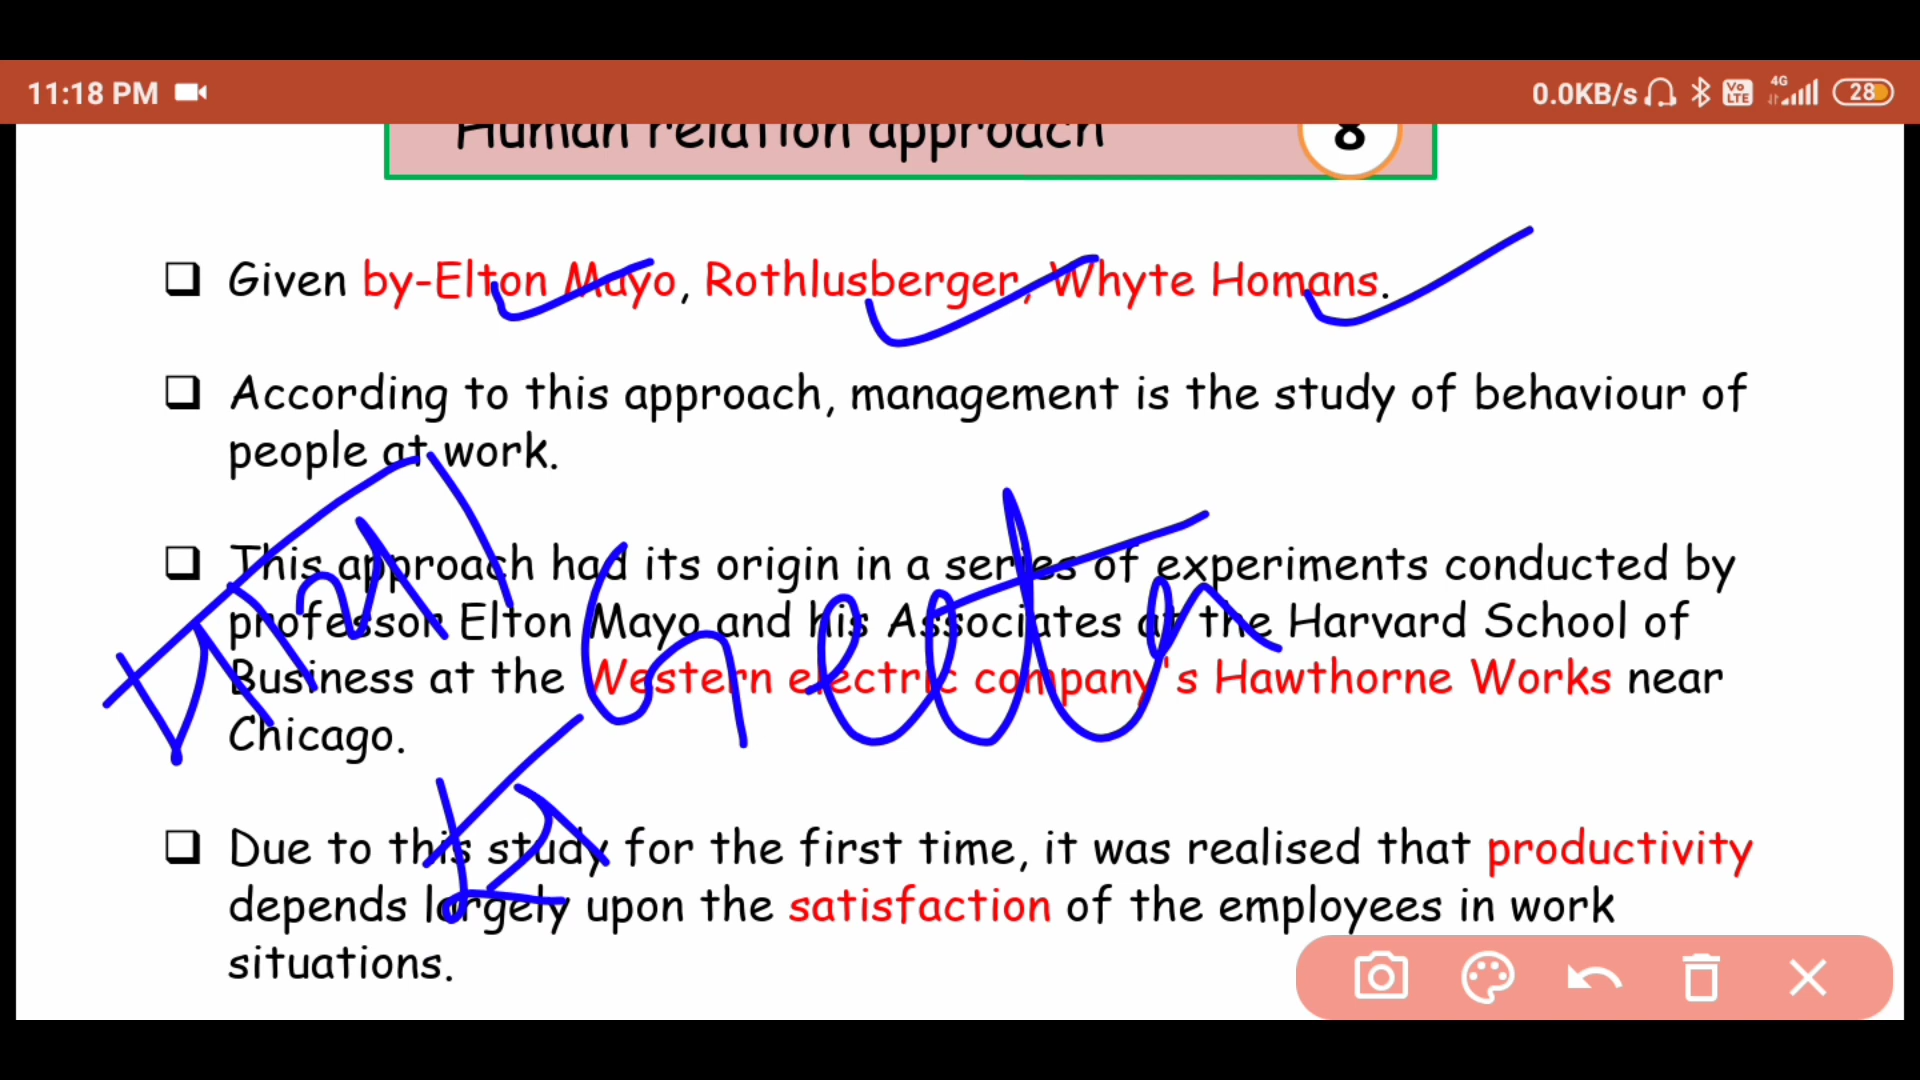 11:18 PM
0.0KB/s 4G Vo LTE 28
Human relation approach 8
Given by-Elton Mayo, Rothlusberger, Whyte Homans.
According to this approach, management is the study of behaviour of
people at work.
This approach had its origin in a series of experiments conducted by
professor Elton Mayo and his Associates at the Harvard School of
Business at the Western electric company's Hawthorne Works near
Chicago.
Due to this study for the first time, it was realised that productivity
depends largely upon the satisfaction of the employees in work
situations.